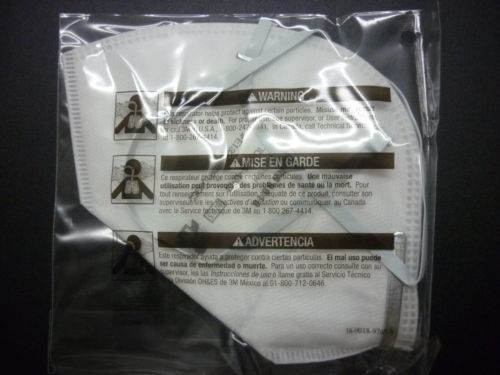 ⚠WARNING
This respirator helps protect against certain particles. Misuse may result
in sickness or death. For proper use, see supervisor, or User Instructions,
or call 3M in U.S.A., 1-800-247-3941. In Canada, call Technical Service
at 1-800-267-4414.
⚠MISE EN GARDE
Ce respirateur protège contre certaines particules. Une mauvaise
utilisation peut provoquer des problèmes de santé ou la mort. Pour
tout renseignement sur l'utilisation adéquate de ce produit, consulter son
superviseur, lire les directives d'utilisation ou communiquer, au Canada
avec le Service technique de 3M au 1 800 267-4414.
⚠ADVERTENCIA
Este respirador ayuda a proteger contra ciertas partículas. El mal uso puede
ser causa de enfermedad o muerte. Para un uso correcto consulte con su
supervisor, lea las Instrucciones de uso o llame gratis al Servicio Técnico
División OH&ES de 3M México al 01-800-712-0646.